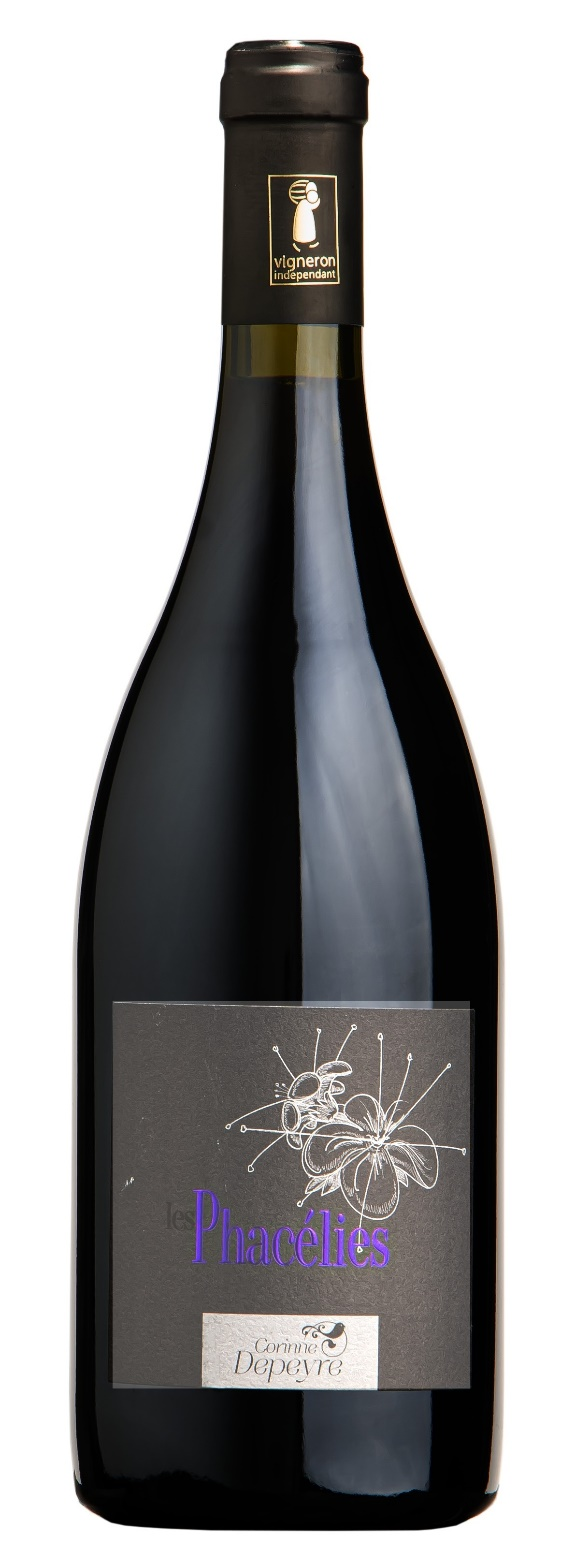 vigneron
indépendant
les Phacélies
Corinne
Depeyre